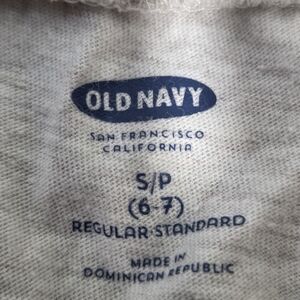 OLD NAVY
SAN FRANCISCO
CALIFORNIA
S/P
(6-7)
REGULAR-STANDARD
MADE IN
DOMINICAN REPUBLIC